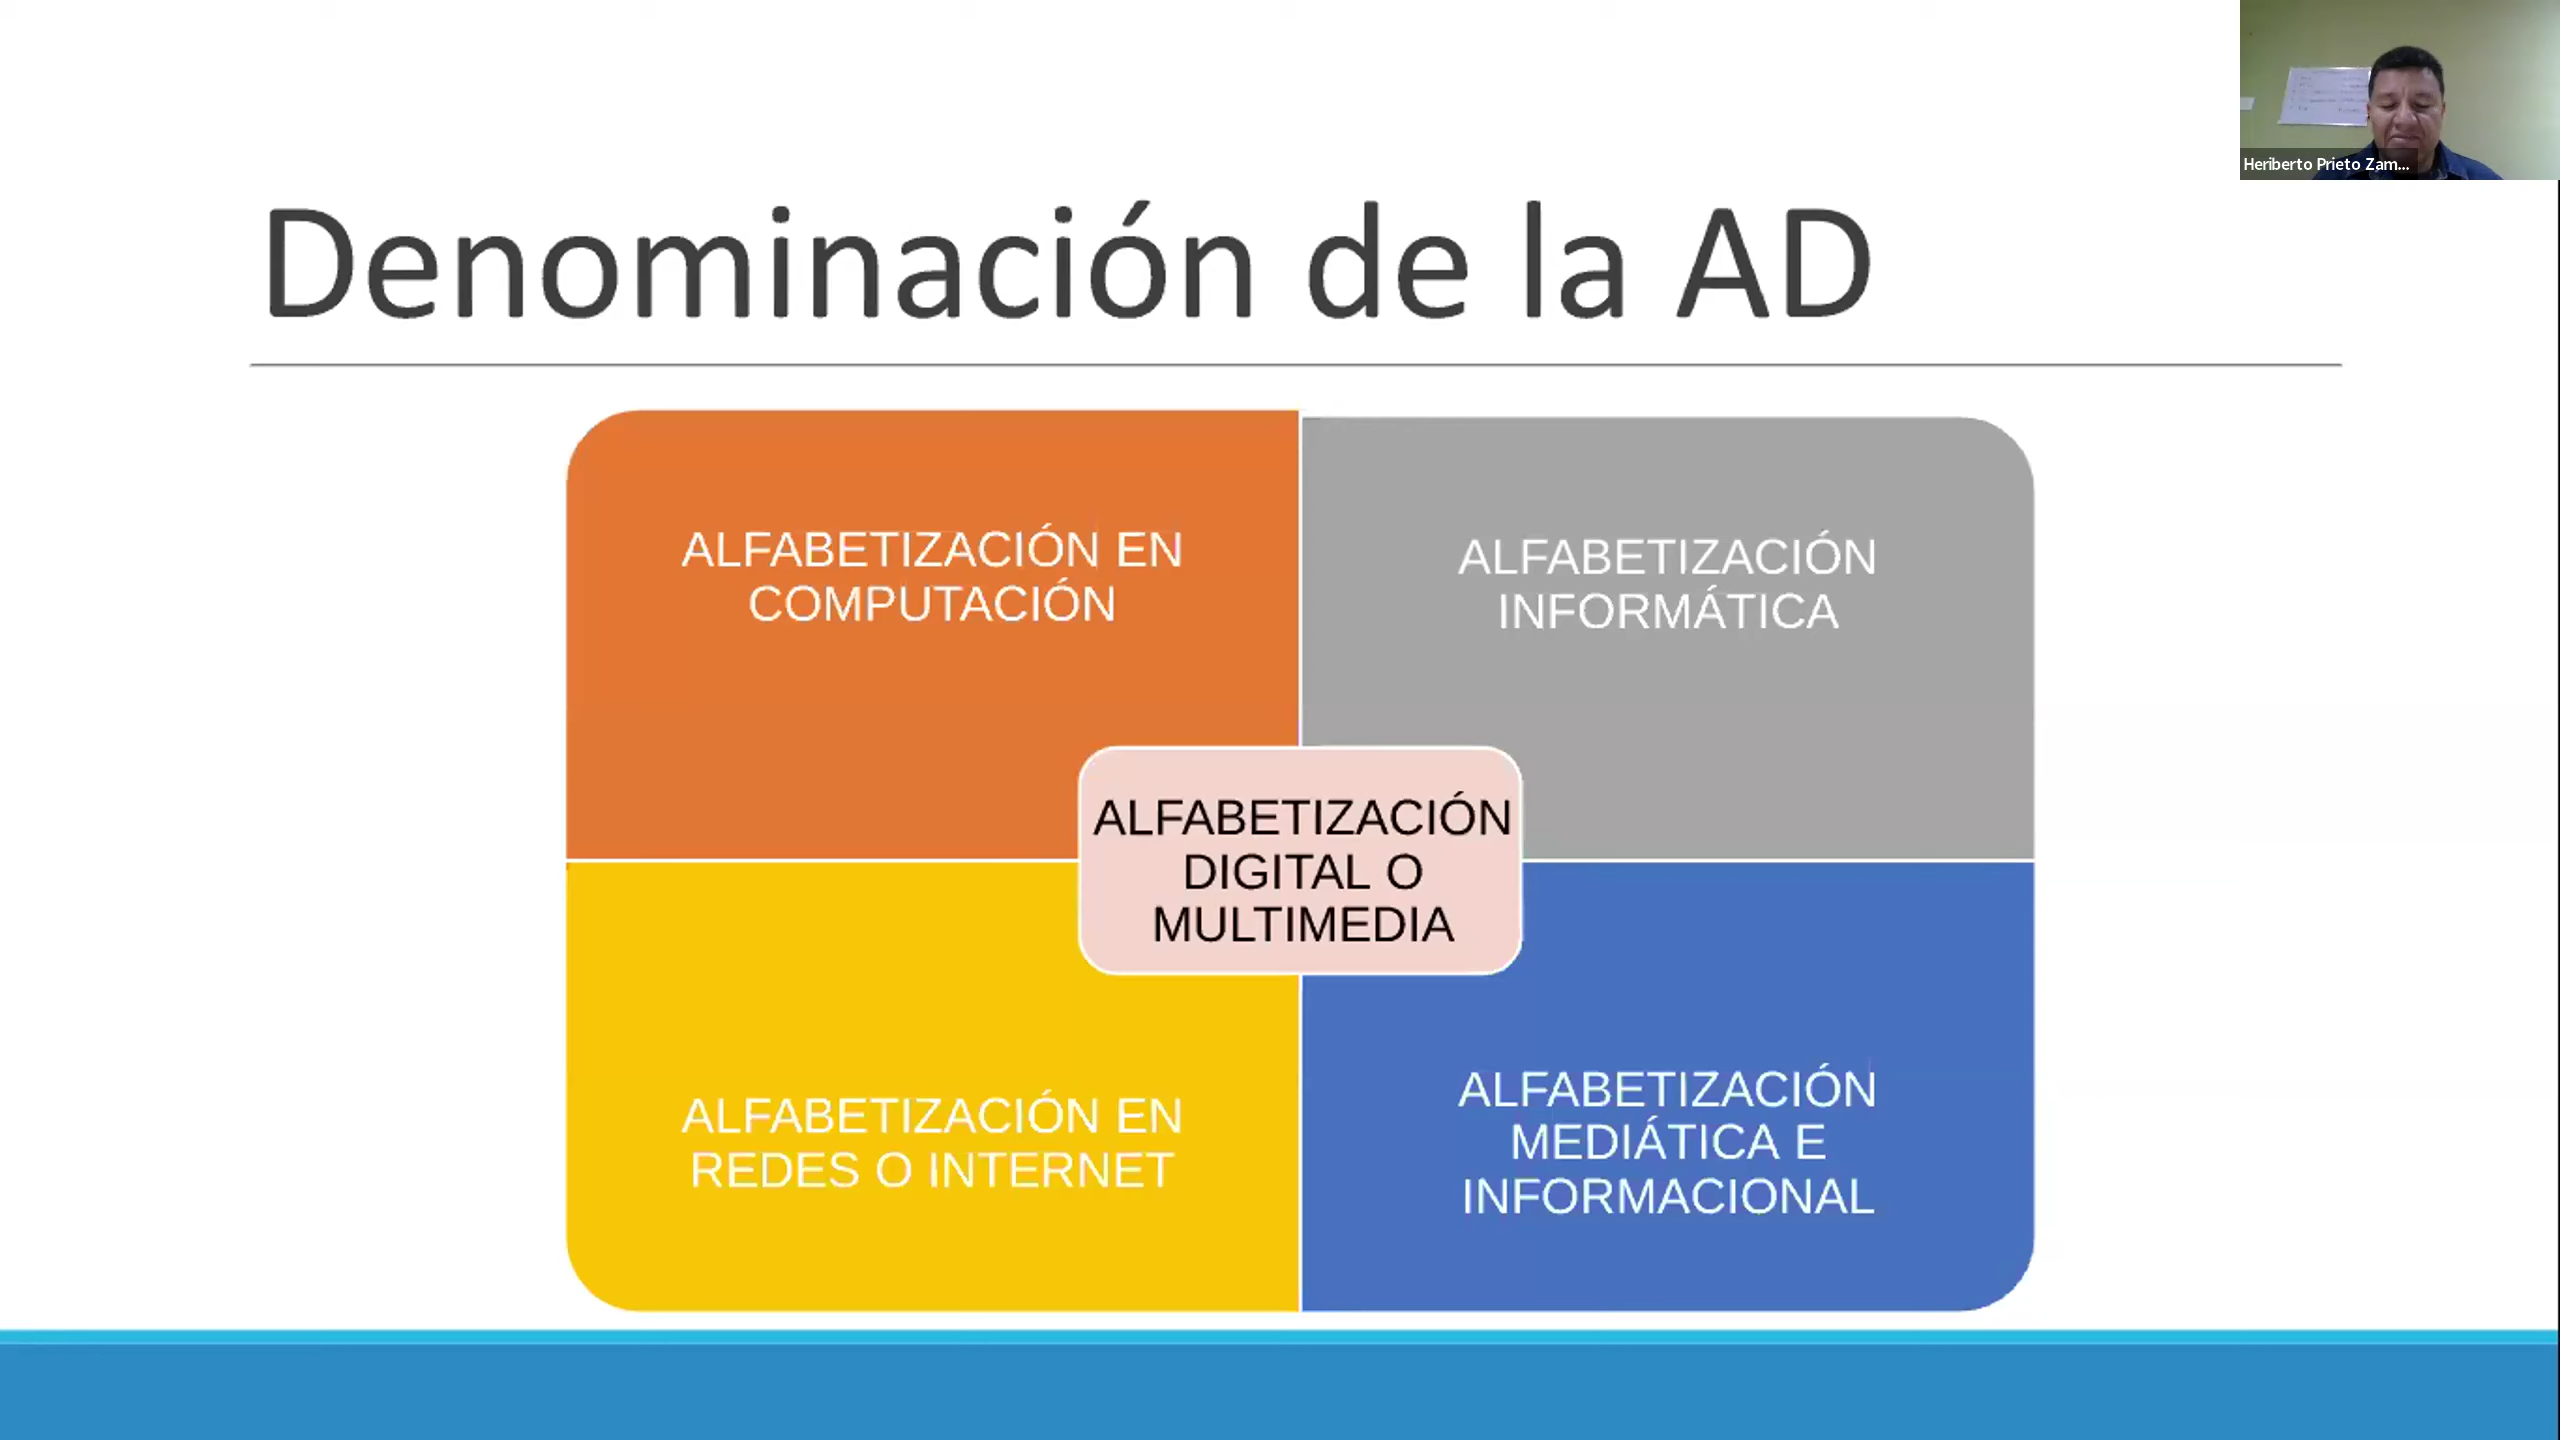 Heriberto Prieto Zam...
Denominación de la AD
ALFABETIZACIÓN EN
COMPUTACIÓN
ALFABETIZACIÓN
INFORMÁTICA
ALFABETIZACIÓN
DIGITAL O
MULTIMEDIA
ALFABETIZACIÓN EN
REDES O INTERNET
ALFABETIZACIÓN
MEDIÁTICA E
INFORMACIONAL